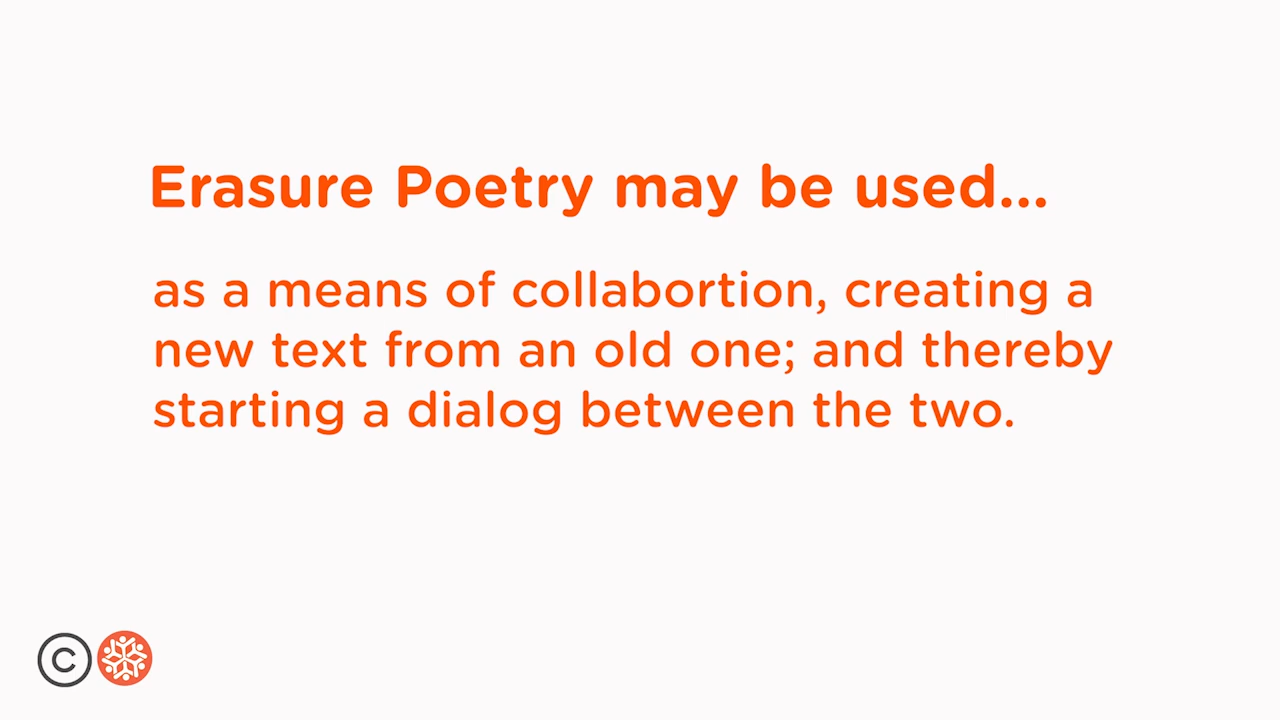 Erasure Poetry may be used...
as a means of collabortion, creating a
new text from an old one; and thereby
starting a dialog between the two.
©